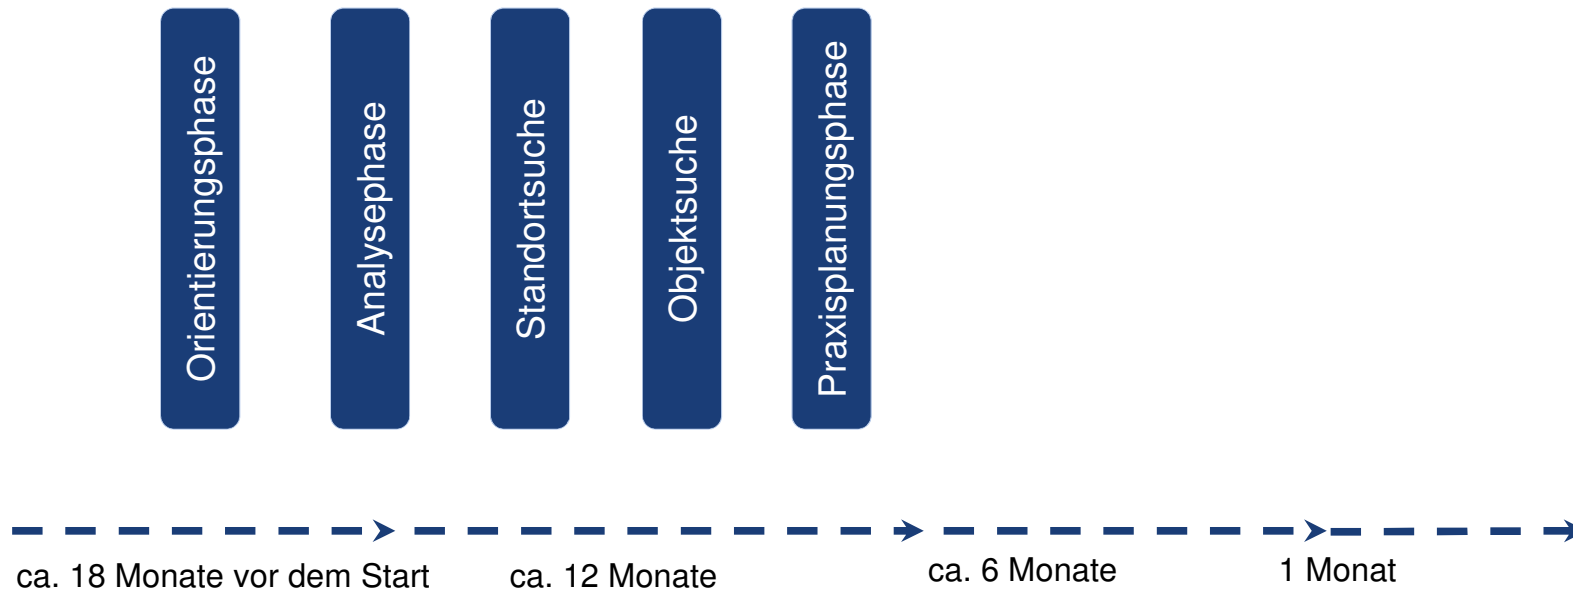 Orientierungsphase
Analysephase
Standortsuche
Objektsuche
Praxisplanungsphase
ca. 18 Monate vor dem Start
ca. 12 Monate
ca. 6 Monate
1 Monat